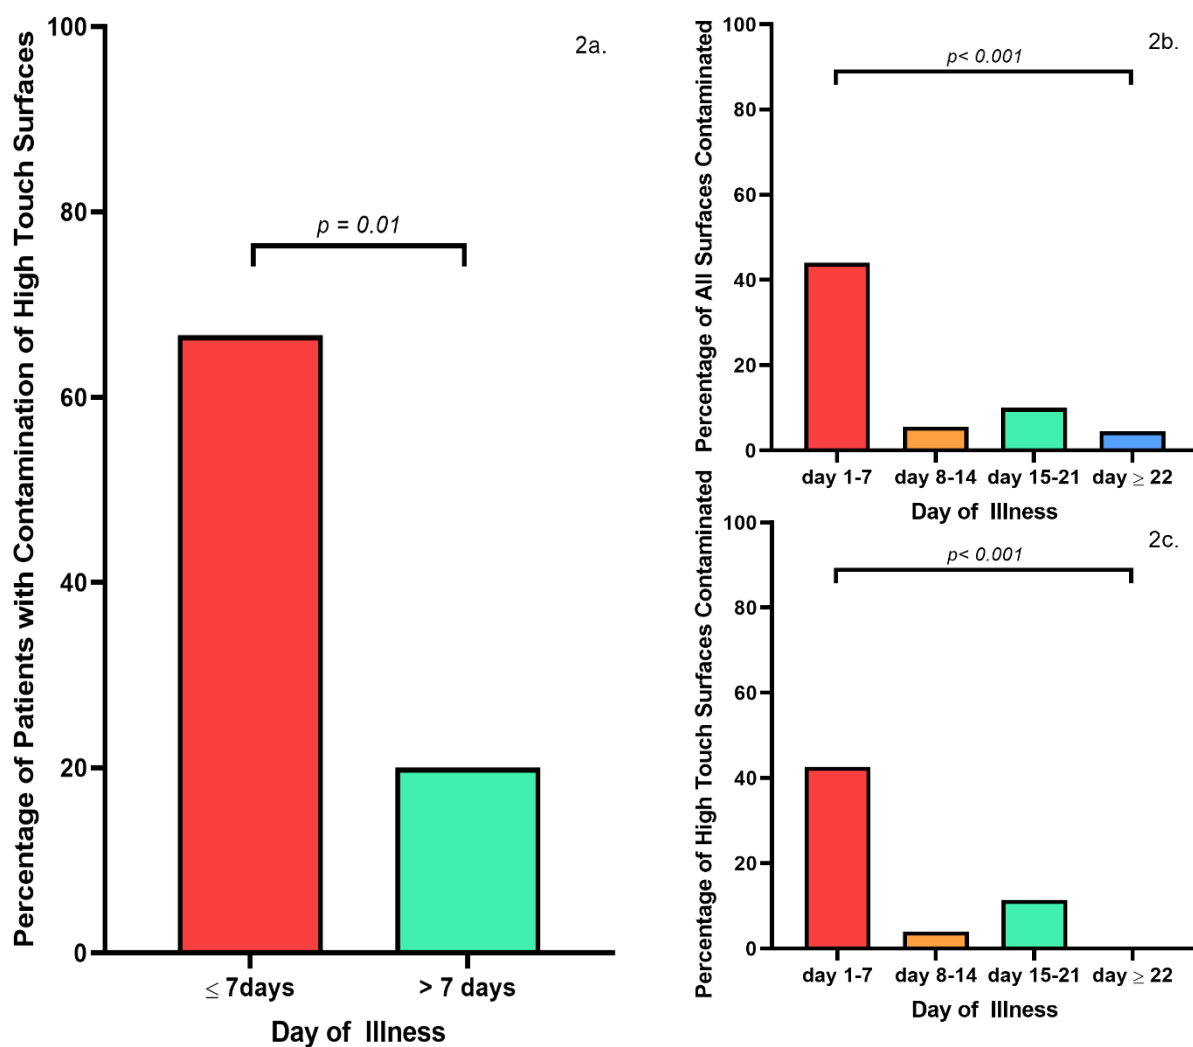 2a.
Percentage of Patients with Contamination of High Touch Surfaces
100
80
60
40
20
0
p = 0.01
≤ 7days
> 7 days
Day of Illness
2b.
Percentage of All Surfaces Contaminated
100
80
60
40
20
0
p< 0.001
day 1-7
day 8-14
day 15-21
day ≥ 22
Day of Illness
2c.
Percentage of High Touch Surfaces Contaminated
100
80
60
40
20
0
p< 0.001
day 1-7
day 8-14
day 15-21
day ≥ 22
Day of Illness